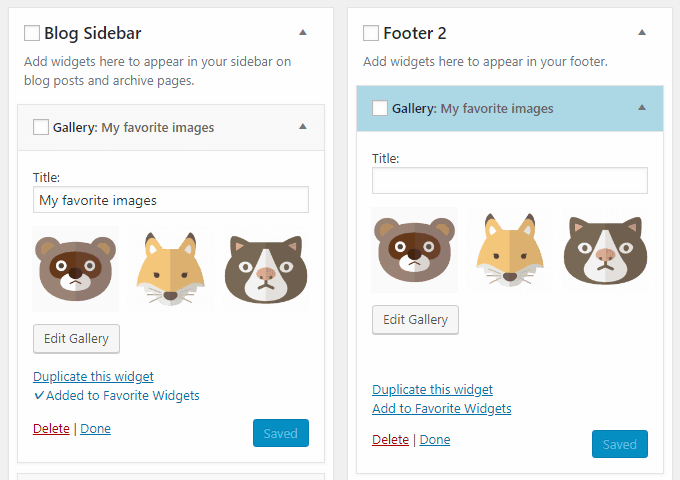 Blog Sidebar
Add widgets here to appear in your sidebar on
blog posts and archive pages.
Gallery: My favorite images
Title:
My favorite images
Edit Gallery
Duplicate this widget
✓Added to Favorite Widgets
Delete | Done
Saved
Footer 2
Add widgets here to appear in your footer.
Gallery: My favorite images
Title:
Edit Gallery
Duplicate this widget
Add to Favorite Widgets
Delete | Done
Saved